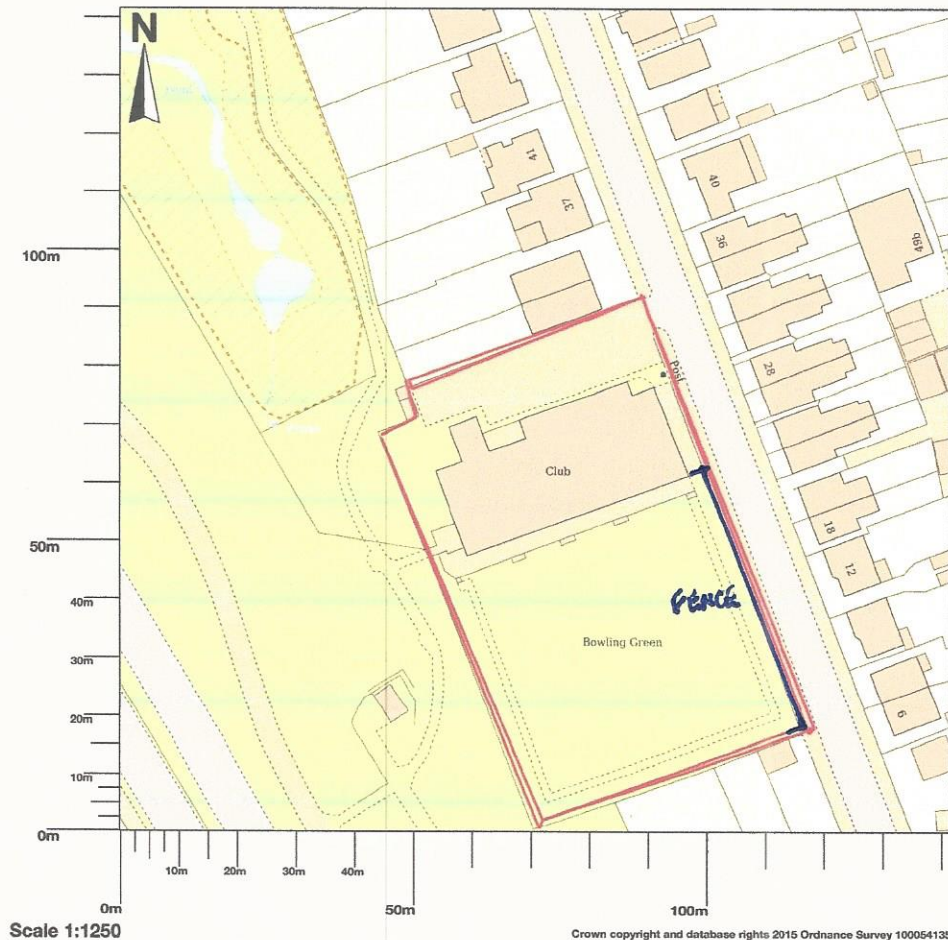 N
41
37
40
36
49b
28
Post
Club
18
12
FENCE
Bowling Green
6
100m
50m
40m
30m
20m
10m
0m
10m
20m
30m
40m
0m
50m
100m
Scale 1:1250
Crown copyright and database rights 2015 Ordnance Survey 100054135